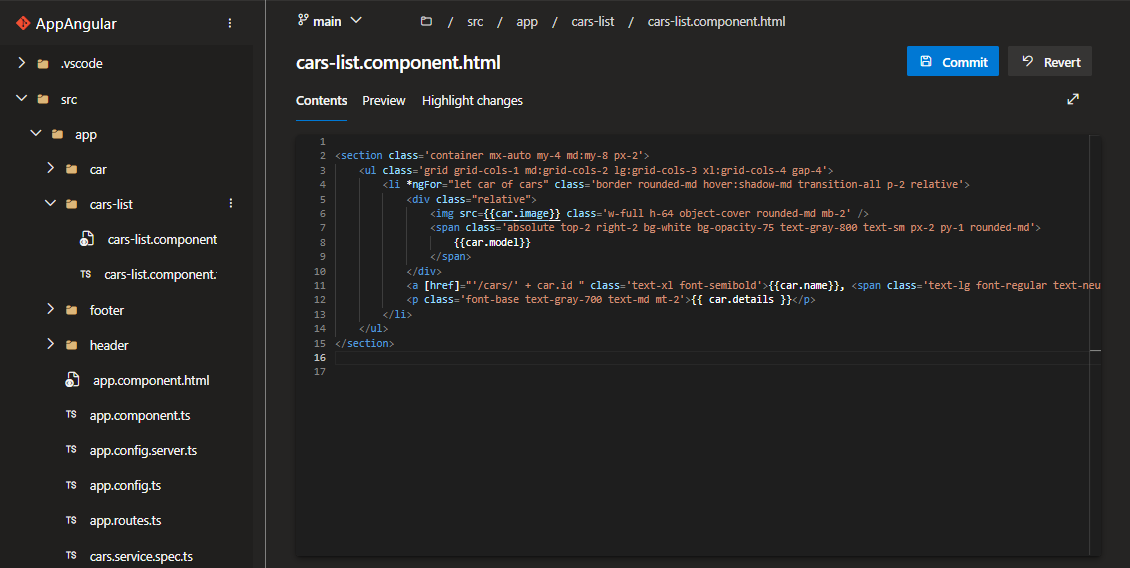 AppAngular
.vscode
src
app
car
cars-list
cars-list.component
TS cars-list.component.
footer
header
app.component.html
TS app.component.ts
TS app.config.server.ts
TS app.config.ts
TS app.routes.ts
TS cars.service.spec.ts
main / src / app / cars-list / cars-list.component.html
cars-list.component.html
Commit Revert
Contents Preview Highlight changes
1
2 <section class='container mx-auto my-4 md:my-8 px-2'>
3 <ul class='grid grid-cols-1 md:grid-cols-2 lg:grid-cols-3 xl:grid-cols-4 gap-4'>
4 <li *ngFor="let car of cars" class='border rounded-md hover:shadow-md transition-all p-2 relative'>
5 <div class="relative">
6 <img src={{car.image}} class='w-full h-64 object-cover rounded-md mb-2' />
7 <span class='absolute top-2 right-2 bg-white bg-opacity-75 text-gray-800 text-sm px-2 py-1 rounded-md'>
8 {{car.model}}
9 </span>
10 </div>
11 <a [href]="'/cars/' + car.id " class='text-xl font-semibold'>{{car.name}}, <span class='text-lg font-regular text-neu
12 <p class='font-base text-gray-700 text-md mt-2'>{{ car.details }}</p>
13 </li>
14 </ul>
15 </section>
16
17